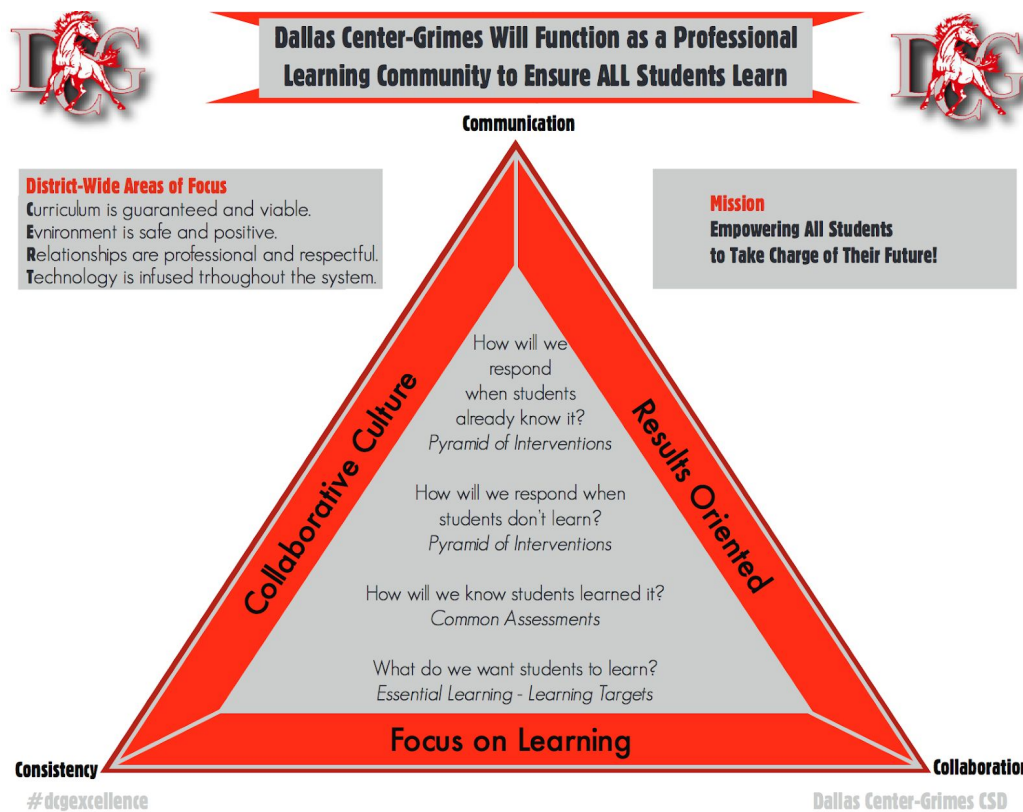 DCG
Dallas Center-Grimes Will Function as a Professional
Learning Community to Ensure ALL Students Learn
DCG
Communication
District-Wide Areas of Focus
Curriculum is guaranteed and viable.
Evnironment is safe and positive.
Relationships are professional and respectful.
Technology is infused trhoughout the system.
Mission
Empowering All Students
to Take Charge of Their Future!
Collaborative Culture
Results Oriented
How will we
respond
when students
already know it?
Pyramid of Interventions
How will we respond when
students don't learn?
Pyramid of Interventions
How will we know students learned it?
Common Assessments
What do we want students to learn?
Essential Learning - Learning Targets
Focus on Learning
Consistency
Collaboration
#dcgexcellence
Dallas Center-Grimes CSD